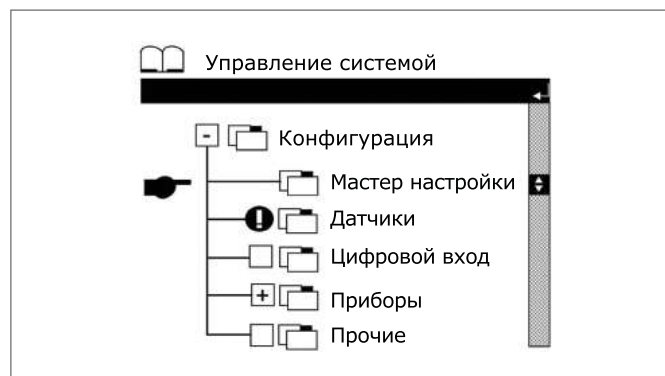 Управление системой
Конфигурация
Мастер настройки
Датчики
Цифровой вход
Приборы
Прочие